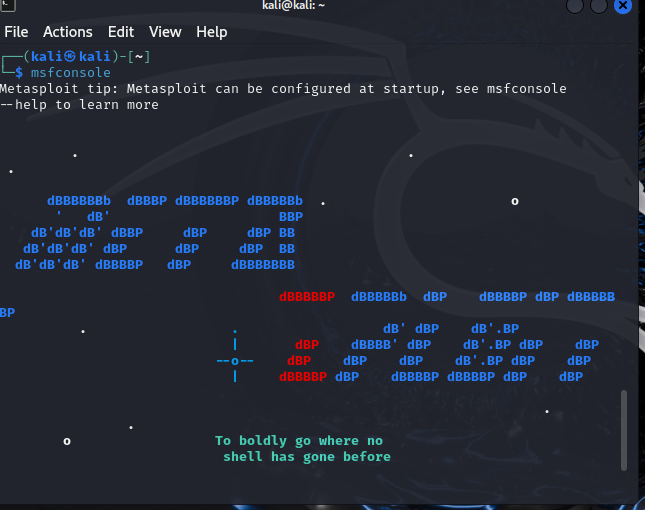 kali@kali: ~
File Actions Edit View Help
┌──(kali㉿kali)-[~]
└─$ msfconsole
Metasploit tip: Metasploit can be configured at startup, see msfconsole
--help to learn more
dBBBBBBb  dBBBP dBBBBBBP dBBBBBb  .                       o
'   dB'                     BBP
dB'dB'dB' dBBP     dBP     dBP BB
dB'dB'dB' dBP      dBP     dBP  BB
dB'dB'dB' dBBBBP   dBP     dBBBBBBB
dBBBBBP  dBBBBBb  dBP    dBBBBP dBP dBBBBB
BP
.                  .                  dB' dBP    dB'.BP
|       dBP    dBBBB' dBP    dB'.BP dBP    dBP
--o--    dBP    dBP    dBP    dB'.BP dBP    dBP
|     dBBBBP dBP    dBBBBP dBBBBP dBP    dBP
o                  To boldly go where no
shell has gone before